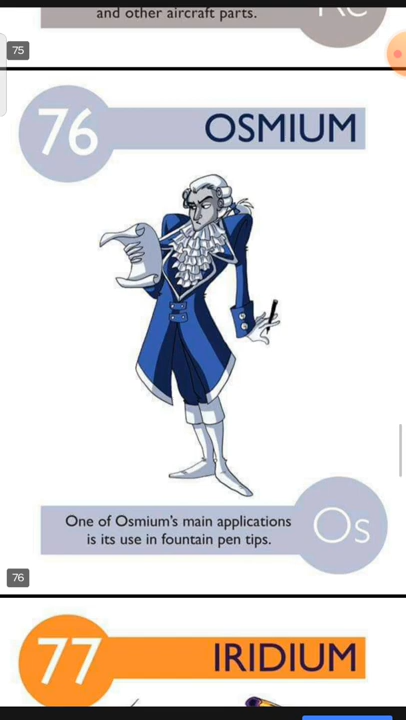 and other aircraft parts.
Re
75
76
OSMIUM
One of Osmium's main applications
is its use in fountain pen tips.
Os
76
77
IRIDIUM